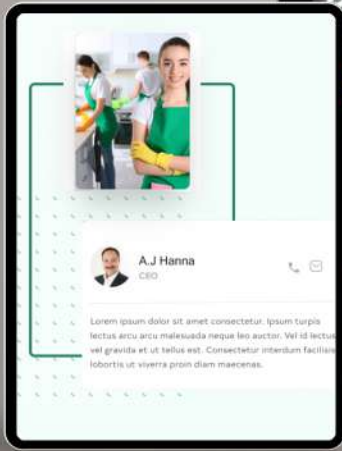 A.J Hanna
CEO
Lorem ipsum dolor sit amet consectetur. Ipsum turpis
lectus arcu arcu malesuada neque leo auctor. Vel id lectus
vel gravida et ut tellus est. Consectetur interdum facilisis
lobortis ut viverra proin diam maecenas.